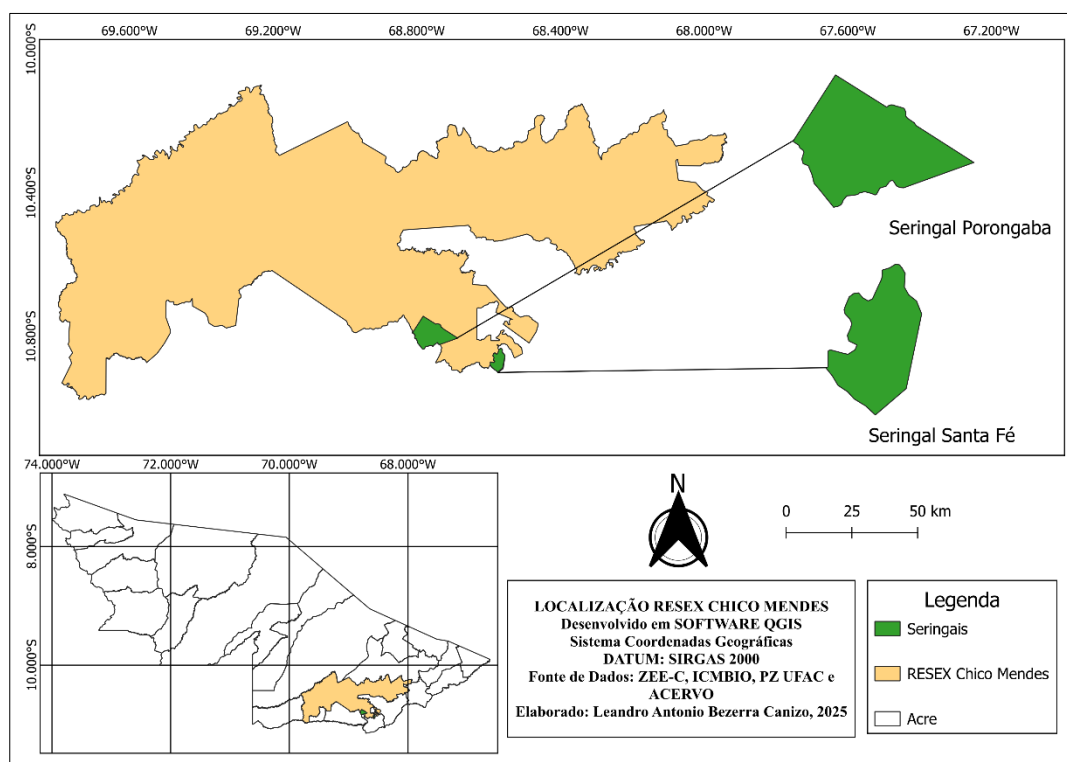 69.600°W 69.200°W 68.800°W 68.400°W 68.000°W 67.600°W 67.200°W
10.000°S
10.400°S
10.800°S
Seringal Porongaba
Seringal Santa Fé
74.000°W 72.000°W 70.000°W 68.000°W
8.000°S
10.000°S
N
0 25 50 km
LOCALIZAÇÃO RESEX CHICO MENDES
Desenvolvido em SOFTWARE QGIS
Sistema Coordenadas Geográficas
DATUM: SIRGAS 2000
Fonte de Dados: ZEE-C, ICMBIO, PZ UFAC e
ACERVO
Elaborado: Leandro Antonio Bezerra Canizo, 2025
Legenda
Seringais
RESEX Chico Mendes
Acre